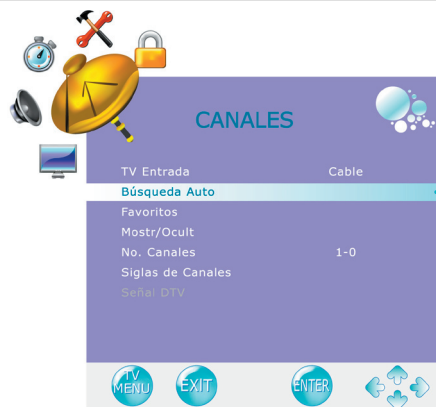 CANALES
TV Entrada Cable
Búsqueda Auto
Favoritos
Mostr/Ocult
No. Canales 1-0
Siglas de Canales
Señal DTV
TV MENU EXIT ENTER